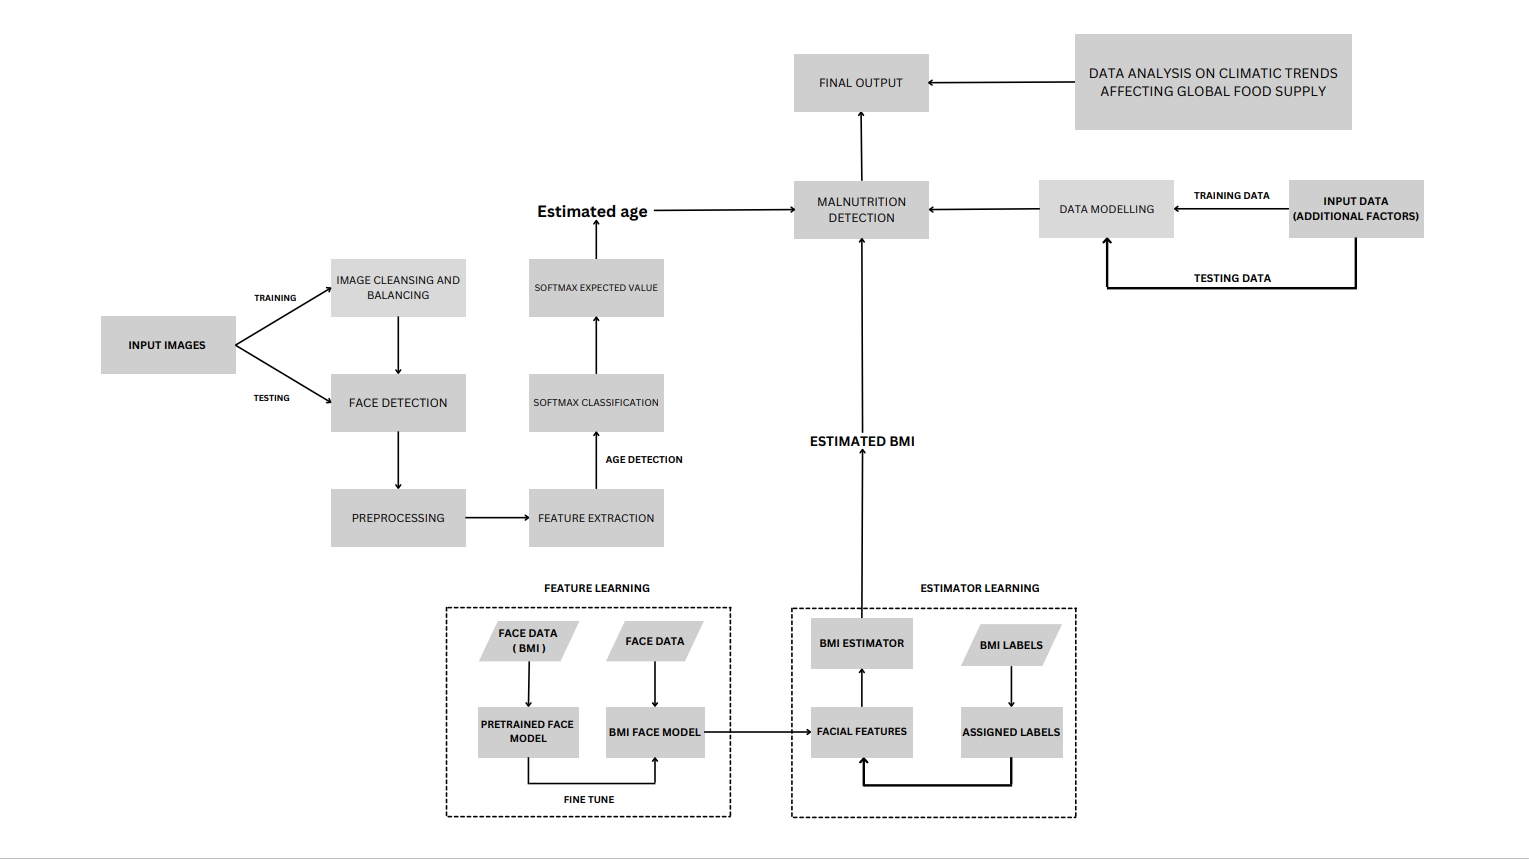 DATA ANALYSIS ON CLIMATIC TRENDS
AFFECTING GLOBAL FOOD SUPPLY
FINAL OUTPUT
MALNUTRITION
DETECTION
DATA MODELLING
TRAINING DATA
INPUT DATA
(ADDITIONAL FACTORS)
TESTING DATA
Estimated age
IMAGE CLEANSING AND
BALANCING
SOFTMAX EXPECTED VALUE
TRAINING
INPUT IMAGES
TESTING
FACE DETECTION
SOFTMAX CLASSIFICATION
ESTIMATED BMI
AGE DETECTION
PREPROCESSING
FEATURE EXTRACTION
FEATURE LEARNING
FACE DATA
( BMI )
FACE DATA
PRETRAINED FACE
MODEL
BMI FACE MODEL
FINE TUNE
ESTIMATOR LEARNING
BMI ESTIMATOR
BMI LABELS
FACIAL FEATURES
ASSIGNED LABELS